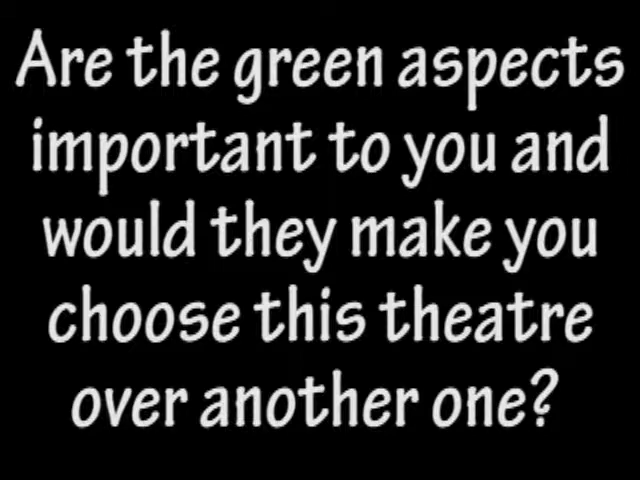 Are the green aspects
important to you and
would they make you
choose this theatre
over another one?